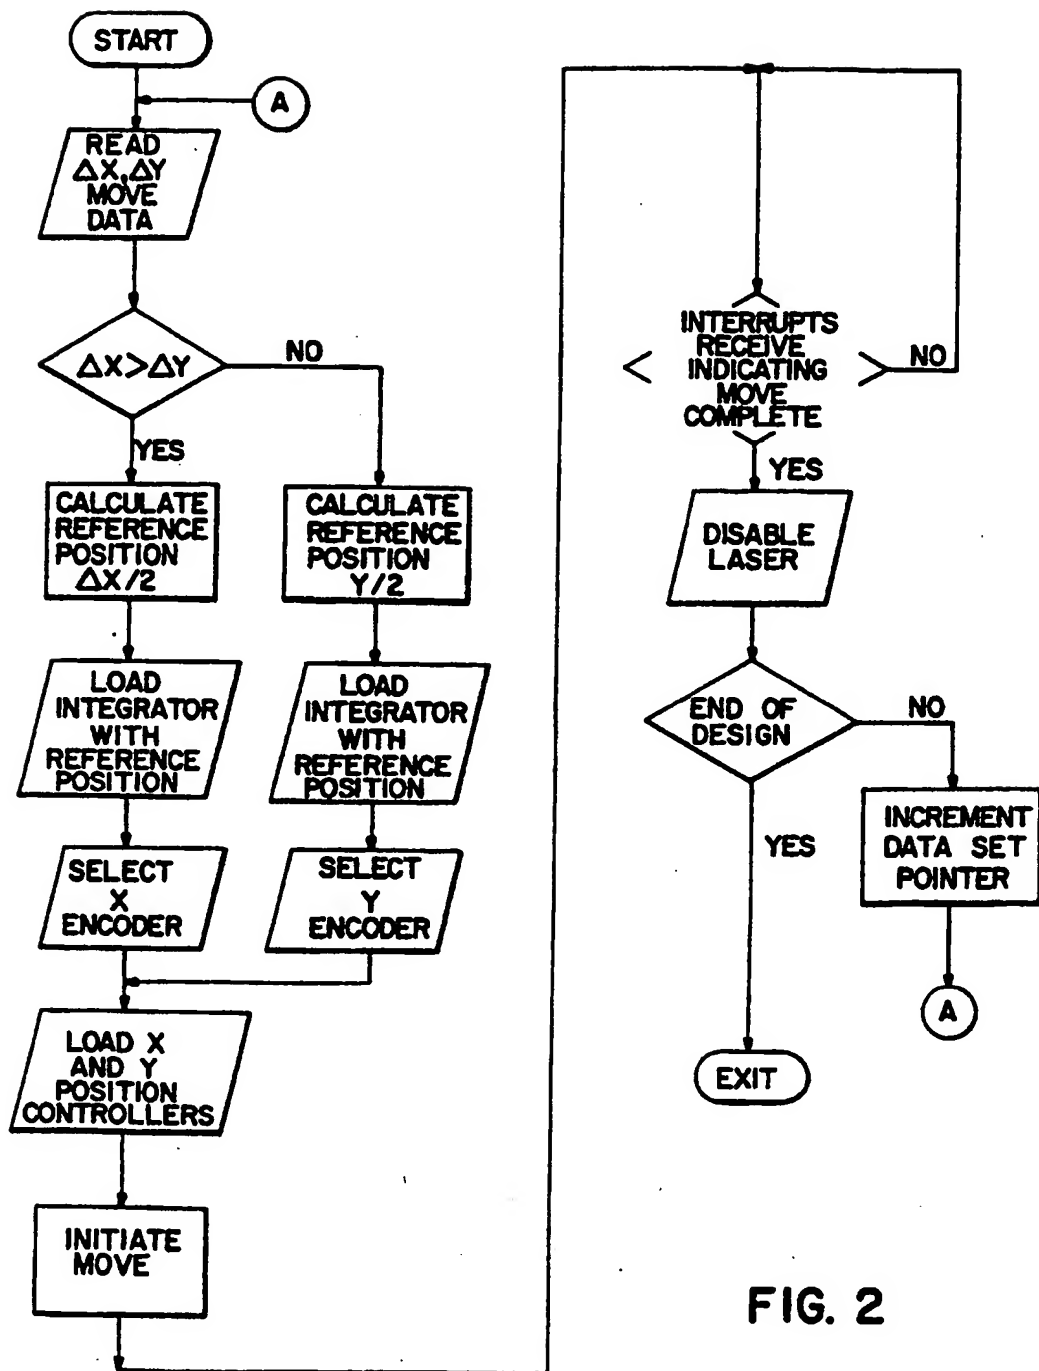 START
A
READ
ΔX,ΔY
MOVE
DATA
ΔX>ΔY
NO
YES
CALCULATE
REFERENCE
POSITION
ΔX/2
CALCULATE
REFERENCE
POSITION
Y/2
LOAD
INTEGRATOR
WITH
REFERENCE
POSITION
LOAD
INTEGRATOR
WITH
REFERENCE
POSITION
SELECT
X
ENCODER
SELECT
Y
ENCODER
LOAD X
AND Y
POSITION
CONTROLLERS
INITIATE
MOVE
INTERRUPTS
RECEIVE
INDICATING
MOVE
COMPLETE
NO
YES
DISABLE
LASER
END OF
DESIGN
NO
YES
INCREMENT
DATA SET
POINTER
A
EXIT
FIG. 2